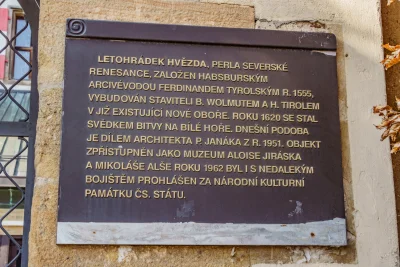 LETOHRÁDEK HVĚZDA, PERLA SEVERSKÉ
RENESANCE, ZALOŽEN HABSBURSKÝM
ARCIVÉVODOU FERDINANDEM TYROLSKÝM R. 1555,
VYBUDOVÁN STAVITELI B. WOLMUTEM A H. TIROLEM
V JIŽ EXISTUJÍCÍ NOVÉ OBOŘE. ROKU 1620 SE STAL
SVĚDKEM BITVY NA BÍLÉ HOŘE. DNEŠNÍ PODOBA
JE DÍLEM ARCHITEKTA P. JANÁKA Z R. 1951. OBJEKT
ZPŘÍSTUPNĚN JAKO MUZEUM ALOISE JIRÁSKA
A MIKOLÁŠE ALŠE ROKU 1962 BYL I S NEDALEKÝM
BOJIŠTĚM PROHLÁŠEN ZA NÁRODNÍ KULTURNÍ
PAMÁTKU ČS. STÁTU.